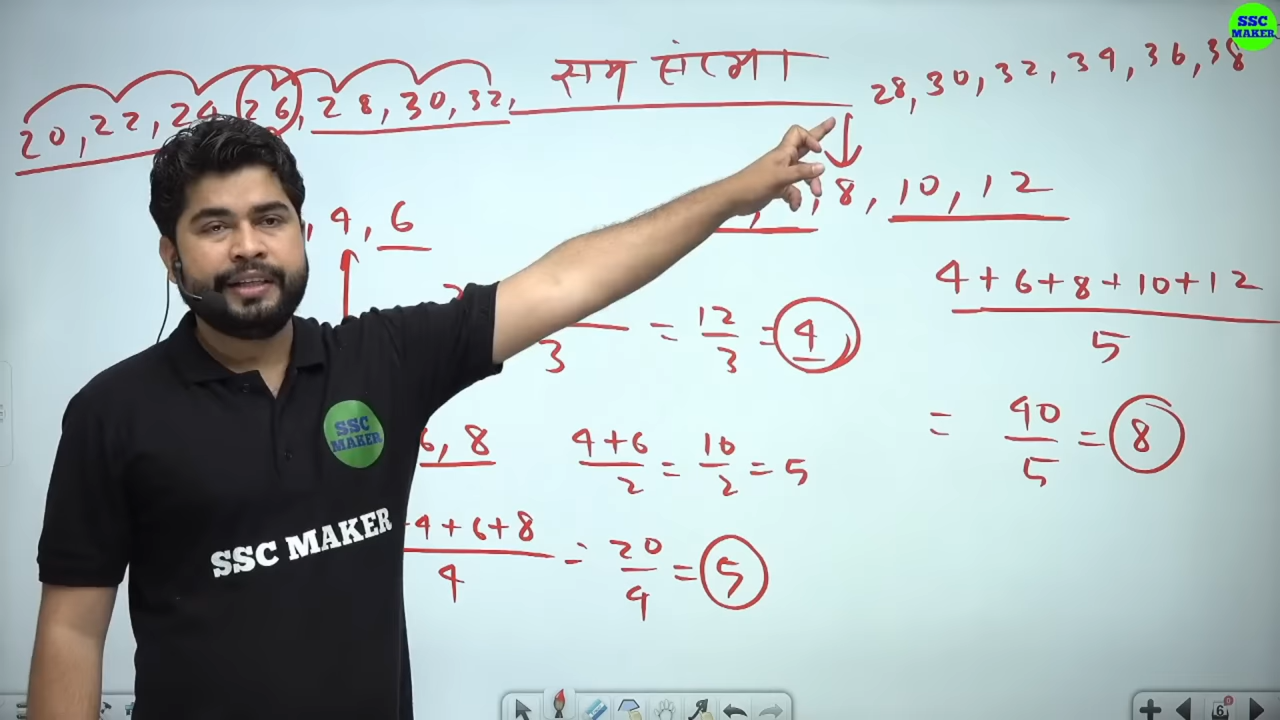 SSC
MAKER
20, 22, 24, 26, 28, 30, 32,
सम संख्या
28, 30, 32, 34, 36, 38
, 8, 10, 12
, 4, 6
3
= 12/3 = 4
4+6+8+10+12
5
= 40/5 = 8
6, 8
4+6/2 = 10/2 = 5
4+6+8
4
= 20/4 = 5
SSC
MAKER
SSC MAKER
6